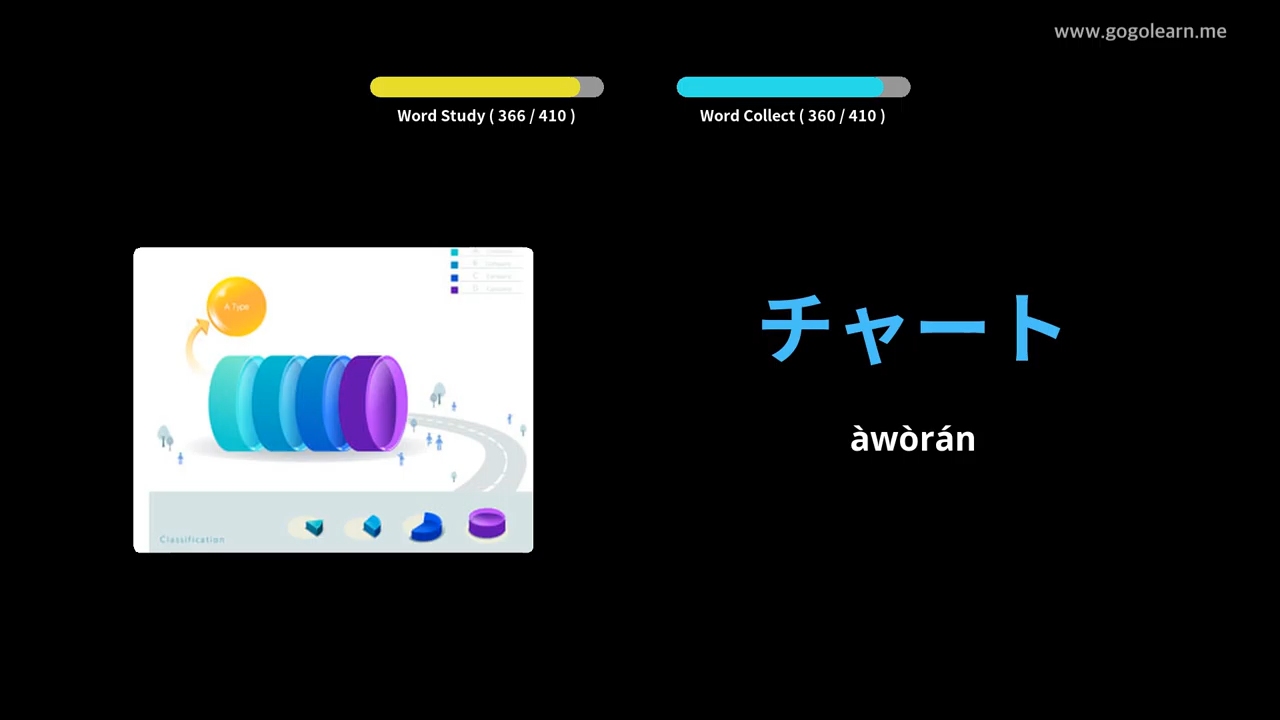 www.gogolearn.me
Word Study ( 366 / 410 )
Word Collect ( 360 / 410 )
A Type
C
Classification
チャート
àwòrán